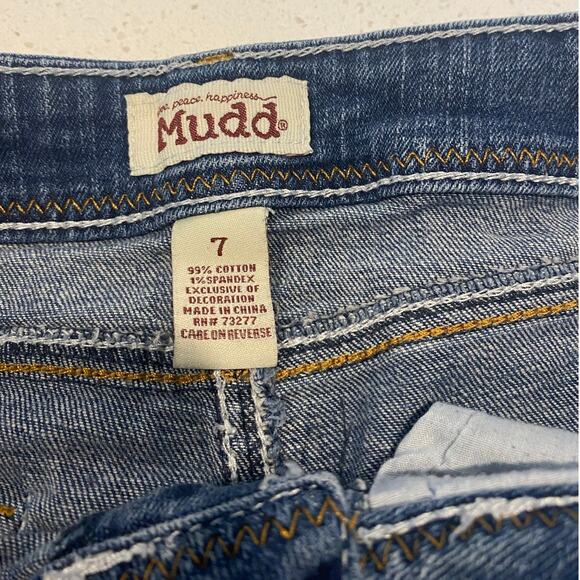 peace, happiness
Mudd®
7
99% COTTON
1% SPANDEX
EXCLUSIVE OF
DECORATION
MADE IN CHINA
RN# 73277
CARE ON REVERSE